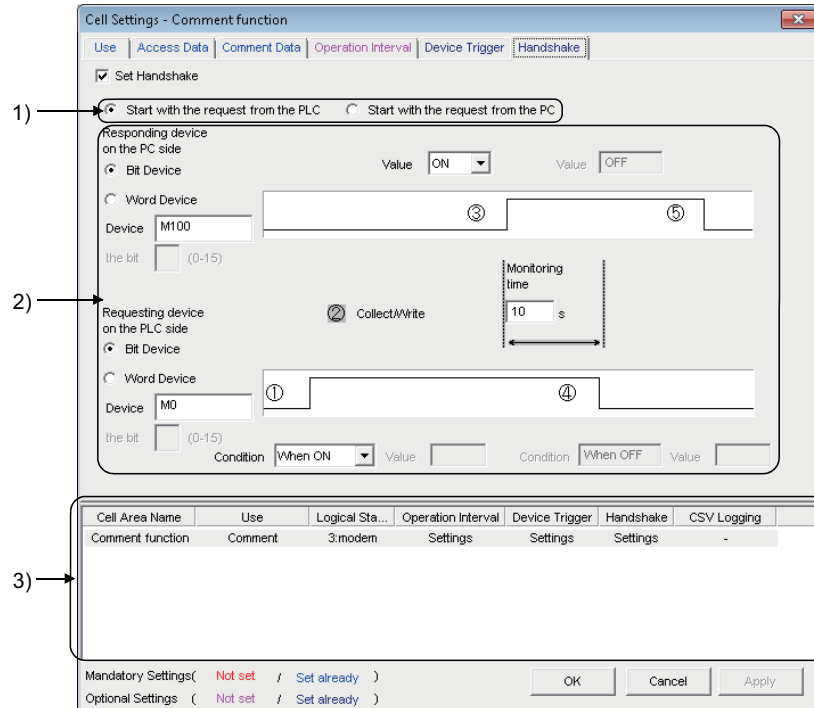 Cell Settings - Comment function
Use Access Data Comment Data Operation Interval Device Trigger Handshake
Set Handshake
1)
Start with the request from the PLC Start with the request from the PC
2)
Responding device
on the PC side
Bit Device
Value ON Value OFF
Word Device
③ ⑤
Device M100
the bit (0-15)
Monitoring
time
10 s
Requesting device
on the PLC side
② Collect/Write
Bit Device
Word Device
① ④
Device M0
the bit (0-15)
Condition When ON Value Condition When OFF Value
3)
Cell Area Name Use Logical Sta... Operation Interval Device Trigger Handshake CSV Logging
Comment function Comment 3:modem Settings Settings Settings -
Mandatory Settings( Not set / Set already )
Optional Settings ( Not set / Set already )
OK Cancel Apply